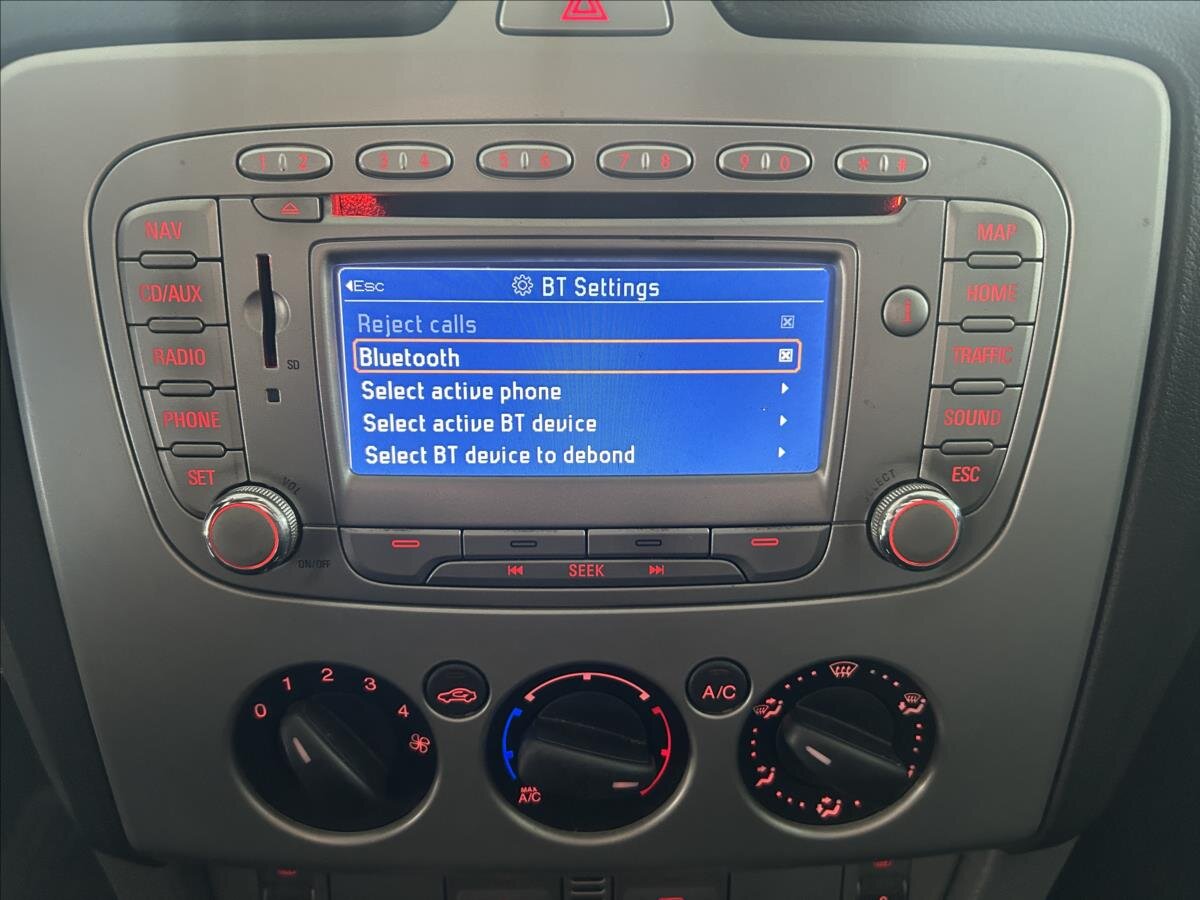 1 2 3 4 5 6 7 8 9 0 * #
NAV
MAP
CD/AUX
HOME
SD
RADIO
TRAFFIC
PHONE
SOUND
SET
ESC
Esc
BT Settings
Reject calls
Bluetooth
Select active phone
Select active BT device
Select BT device to debond
VOL
SELECT
ON/OFF
SEEK
0 1 2 3 4
A/C
MAX
A/C